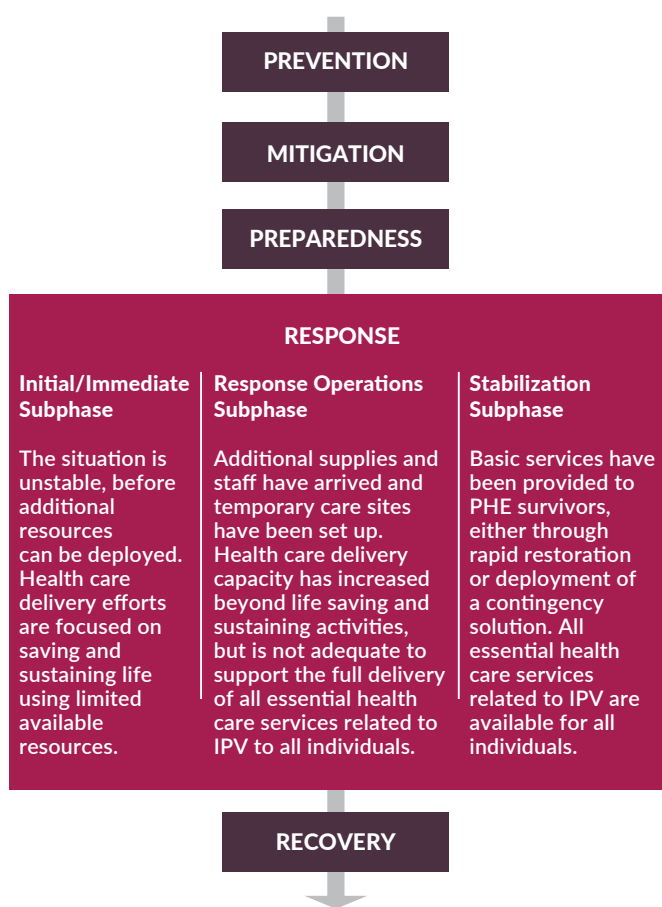 PREVENTION
MITIGATION
PREPAREDNESS
RESPONSE
Initial/Immediate
Subphase
The situation is
unstable, before
additional
resources
can be deployed.
Health care
delivery efforts
are focused on
saving and
sustaining life
using limited
available
resources.
Response Operations
Subphase
Additional supplies and
staff have arrived and
temporary care sites
have been set up.
Health care delivery
capacity has increased
beyond life saving and
sustaining activities,
but is not adequate to
support the full delivery
of all essential health
care services related to
IPV to all individuals.
Stabilization
Subphase
Basic services have
been provided to
PHE survivors,
either through
rapid restoration
or deployment of
a contingency
solution. All
essential health
care services
related to IPV are
available for all
individuals.
RECOVERY